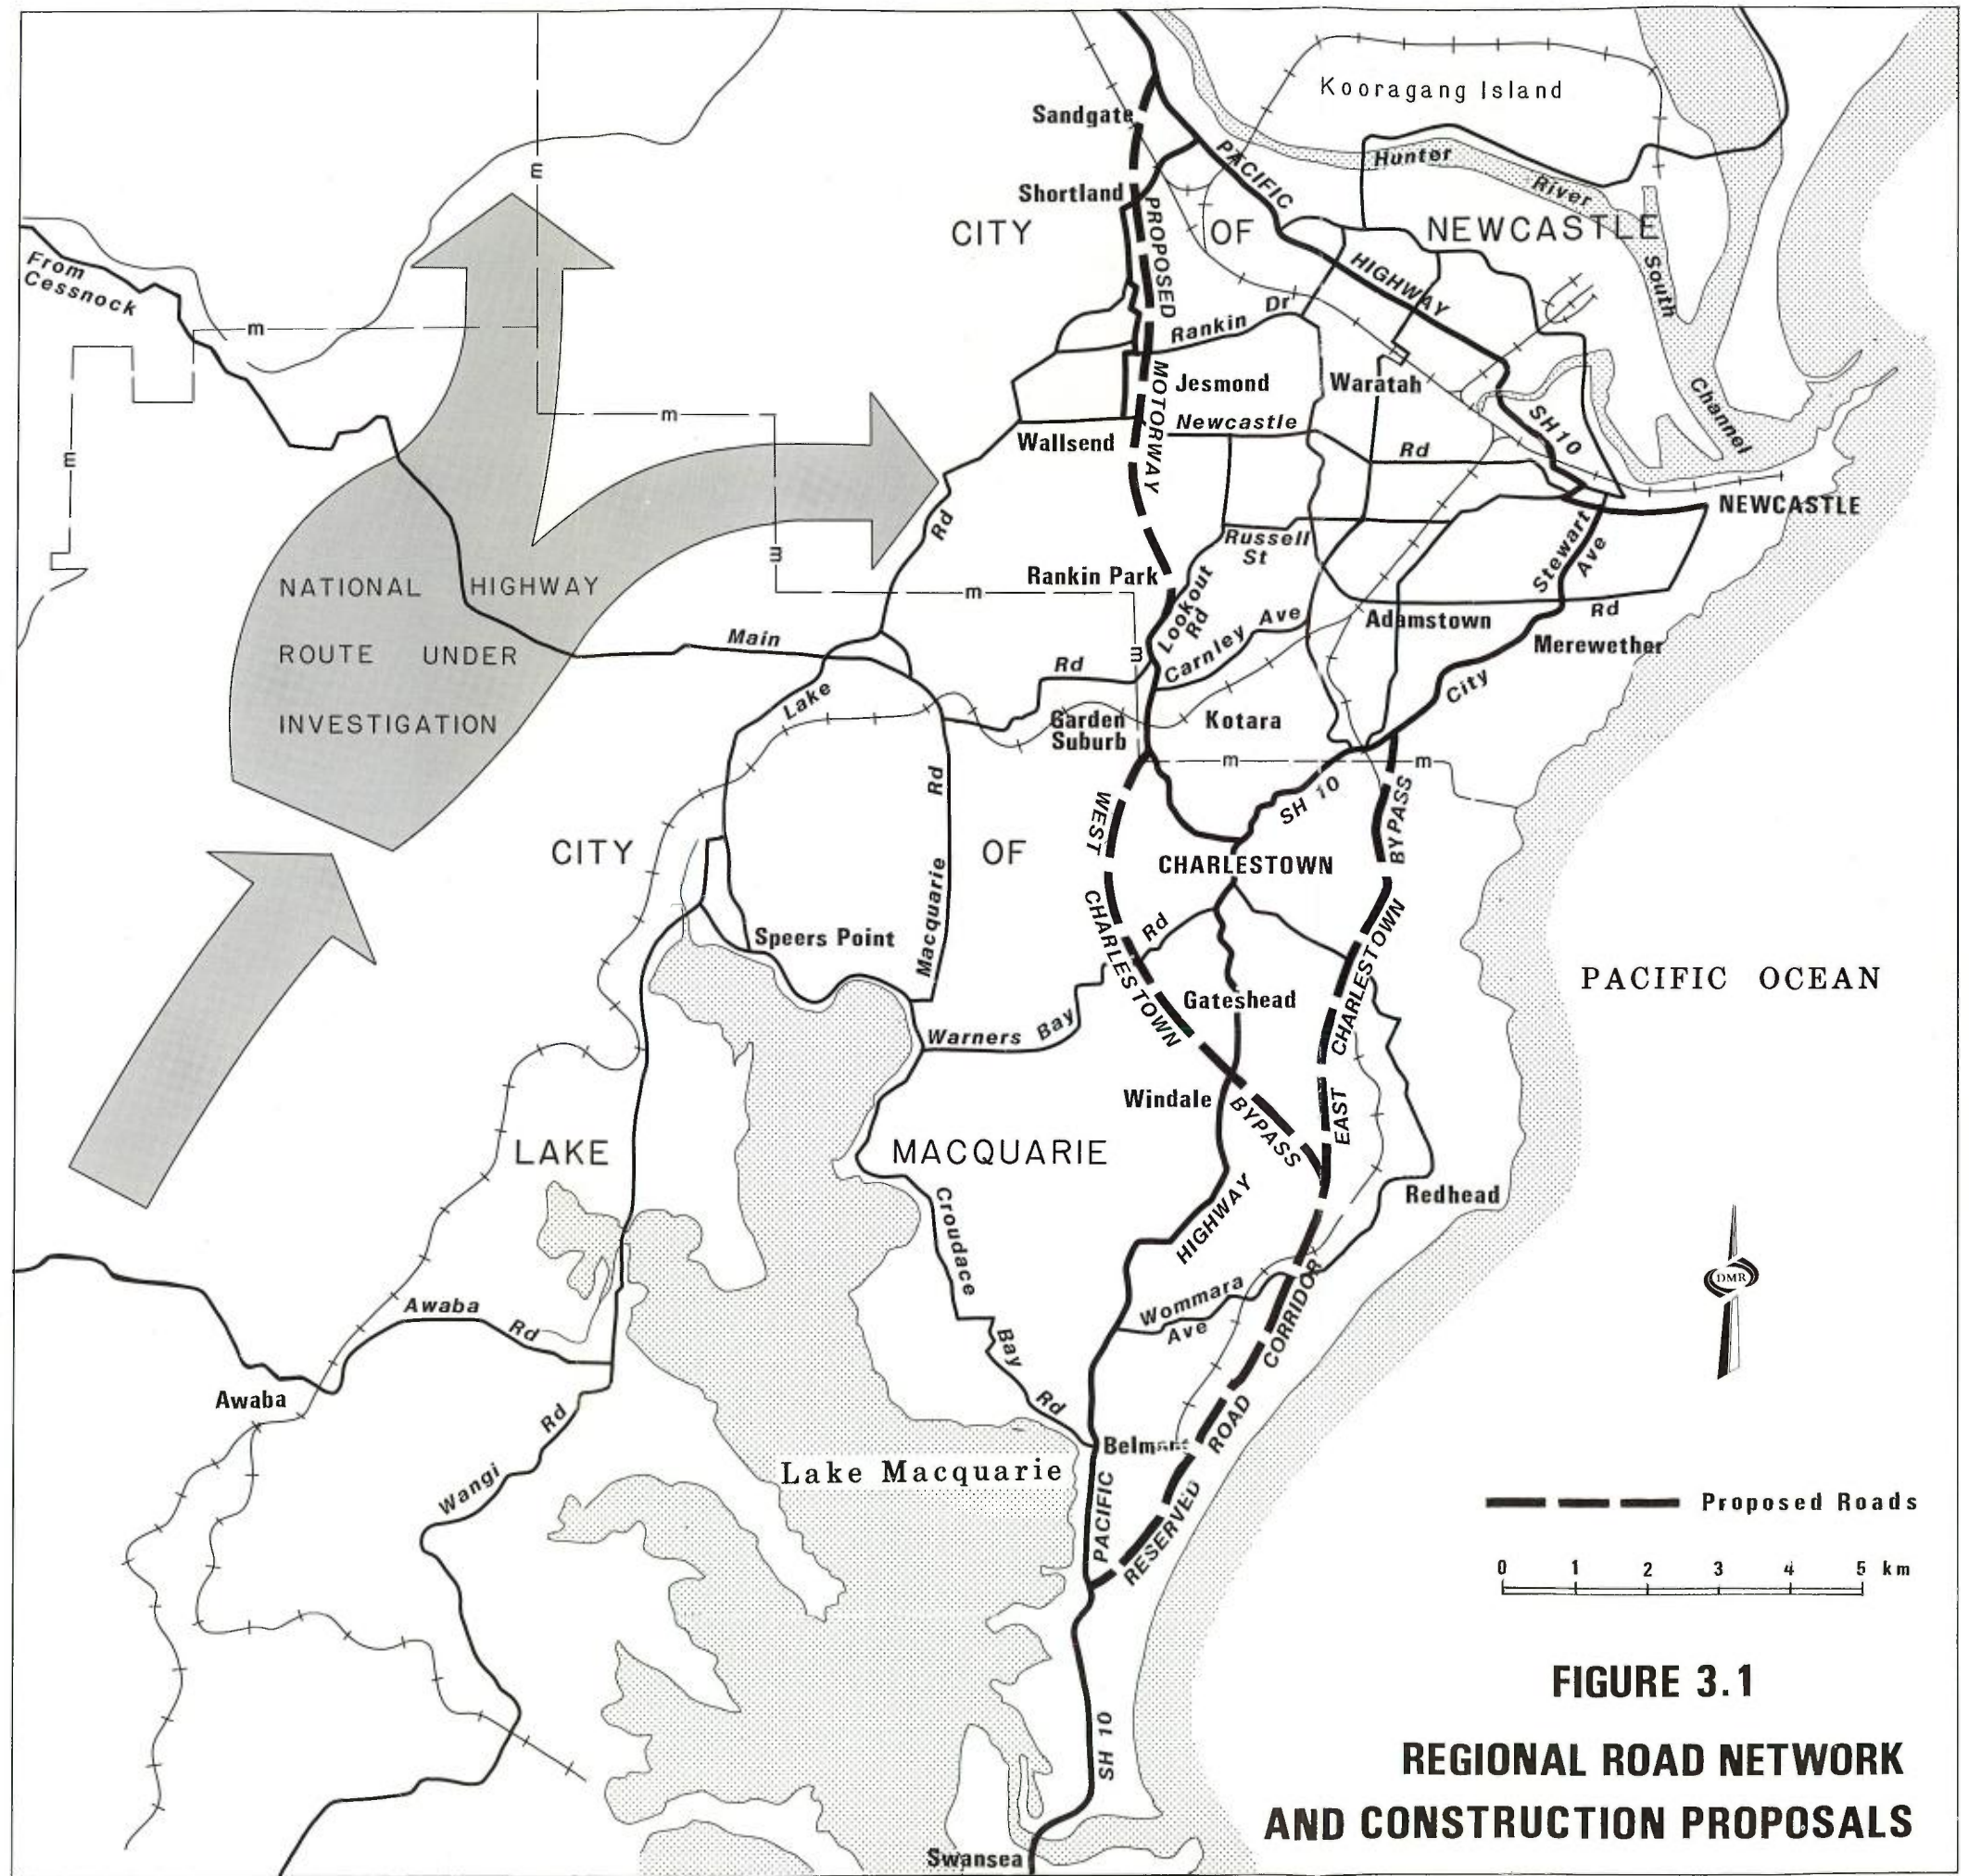 Kooragang Island
Sandgate
PACIFIC
Hunter
River
Shortland
PROPOSED
CITY
OF
NEWCASTLE
From
Cessnock
HIGHWAY
South
m
m
Rankin
Dr
MOTORWAY
Jesmond
Waratah
Channel
m
Newcastle
SH10
Wallsend
Rd
m
NEWCASTLE
Rd
Stewart
Ave
Russell
St
m
Rankin Park
NATIONAL HIGHWAY
m
Lookout
Rd
Rd
Ave
Adamstown
Main
Merewether
ROUTE UNDER
m
Carnley
Rd
City
Lake
Garden
Suburb
Kotara
INVESTIGATION
m
m
Rd
SH 10
BYPASS
WEST
CITY
OF
CHARLESTOWN
CHARLESTOWN
Rd
Speers Point
Macquarie
CHARLESTOWN
PACIFIC OCEAN
Gateshead
Warners Bay
Windale
BYPASS
EAST
LAKE
MACQUARIE
Redhead
Croudace
HIGHWAY
DMR
Wommara
Ave
Awaba
Rd
CORRIDOR
Bay
Awaba
Rd
Rd
ROAD
Lake Macquarie
Wangi
PACIFIC
RESERVED
Proposed Roads
0 1 2 3 4 5 km
FIGURE 3.1
REGIONAL ROAD NETWORK
AND CONSTRUCTION PROPOSALS
SH 10
Swansea